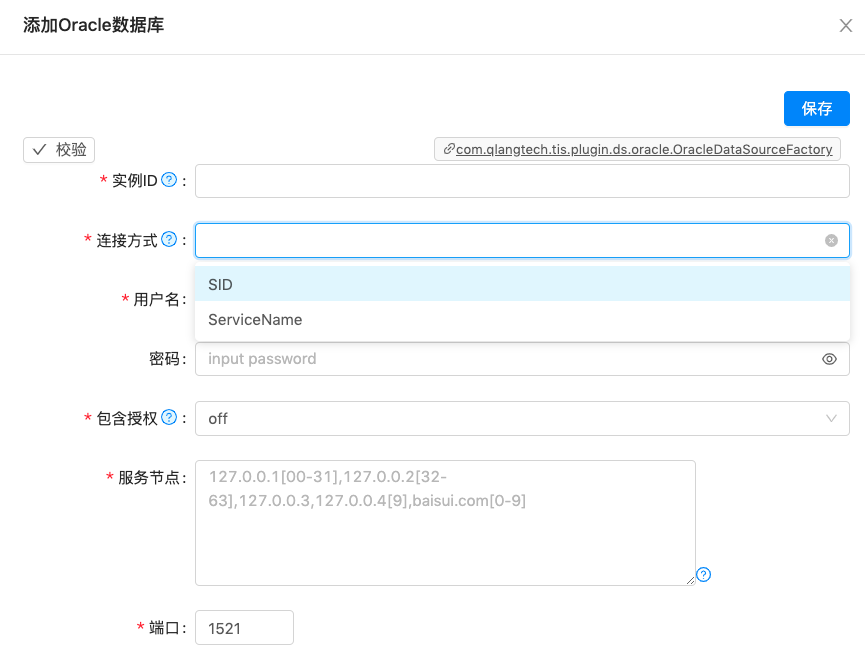 添加Oracle数据库
保存
校验
com.qlangtech.tis.plugin.ds.oracle.OracleDataSourceFactory
* 实例ID ? :
* 连接方式 ? :
SID
* 用户名 :
ServiceName
密码 : input password
* 包含授权 ? : off
* 服务节点 : 127.0.0.1[00-31],127.0.0.2[32-
63],127.0.0.3,127.0.0.4[9],baisui.com[0-9]
?
* 端口 : 1521